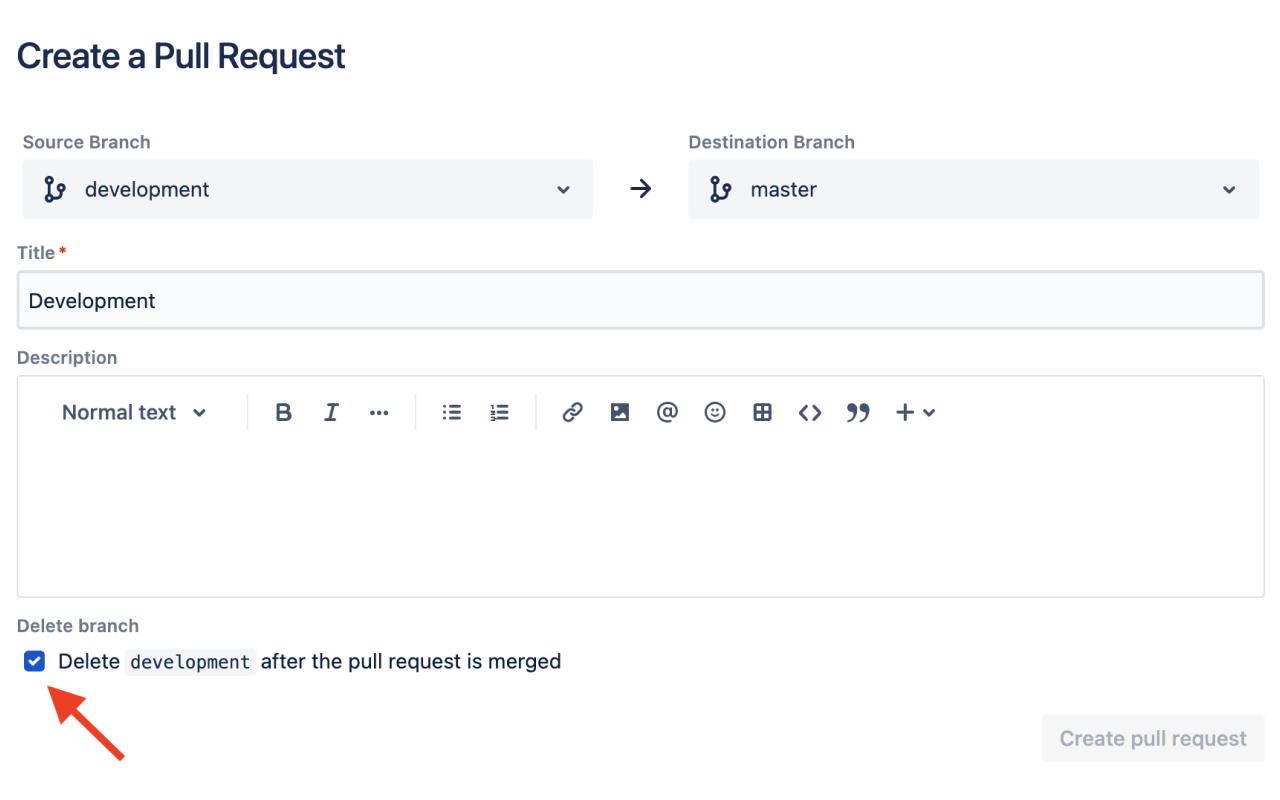 Create a Pull Request
Source Branch
development
Destination Branch
master
Title *
Development
Description
Normal text
Delete branch
Delete development after the pull request is merged
Create pull request